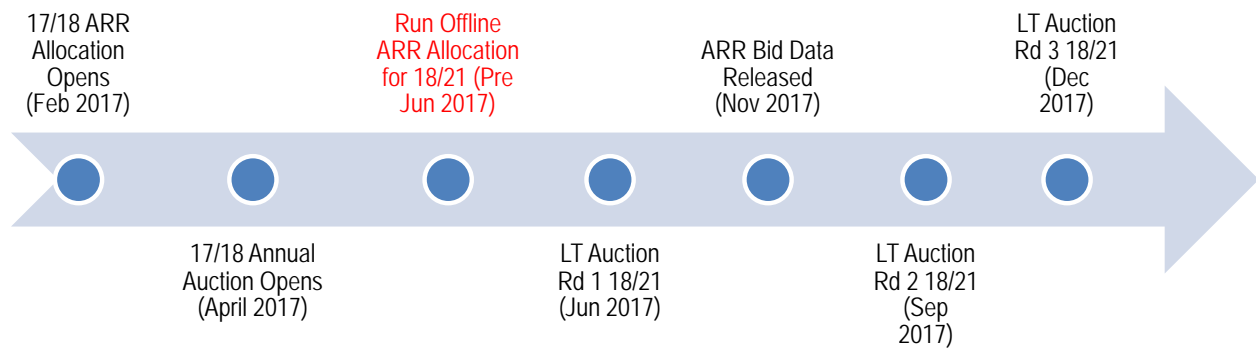 17/18 ARR
Allocation
Opens
(Feb 2017)
17/18 Annual
Auction Opens
(April 2017)
Run Offline
ARR Allocation
for 18/21 (Pre
Jun 2017)
LT Auction
Rd 1 18/21
(Jun 2017)
ARR Bid Data
Released
(Nov 2017)
LT Auction
Rd 2 18/21
(Sep
2017)
LT Auction
Rd 3 18/21
(Dec
2017)